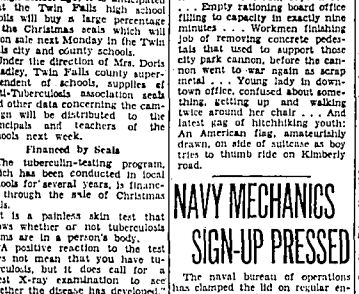 at the Twin Falls high school
pils will buy a large percentage
the Christmas seals which will
on sale next Monday in the Twin
ls city and county schools.
Under the direction of Mrs. Doris
adley, Twin Falls county super-
endent of schools, supplies of
ti-Tuberculosis association seals
d other data concerning the cam-
gn will be distributed to the
ncipals and teachers of the
ools next week.
Financed by Seals
The tuberculin-testing program,
ich has been conducted in local
ools for several years, is financ-
through the sale of Christmas
ls.
t is a painless skin test that
ows whether or not tuberculosis
ms are in a person's body.
"A positive reaction to the test
es not mean that you have tu-
culosis, but it does call for a
est X-ray examination to see
ether the disease has developed,"
. . . Empty rationing board office
filling to capacity in exactly nine
minutes . . . Workmen finishing
job of removing concrete pedes-
tals that used to support those
city park cannon, before the can-
non went to war again as scrap
metal . . . Young lady in down-
town office, confused about some-
thing, getting up and walking
twice around her chair . . . And
latest gag of hitchhiking youth:
An American flag, amateurishly
drawn, on side of suitcase as boy
tries to thumb ride on Kimberly
road.
NAVY MECHANICS
SIGN-UP PRESSED
The naval bureau of operations
has clamped the lid on regular en-